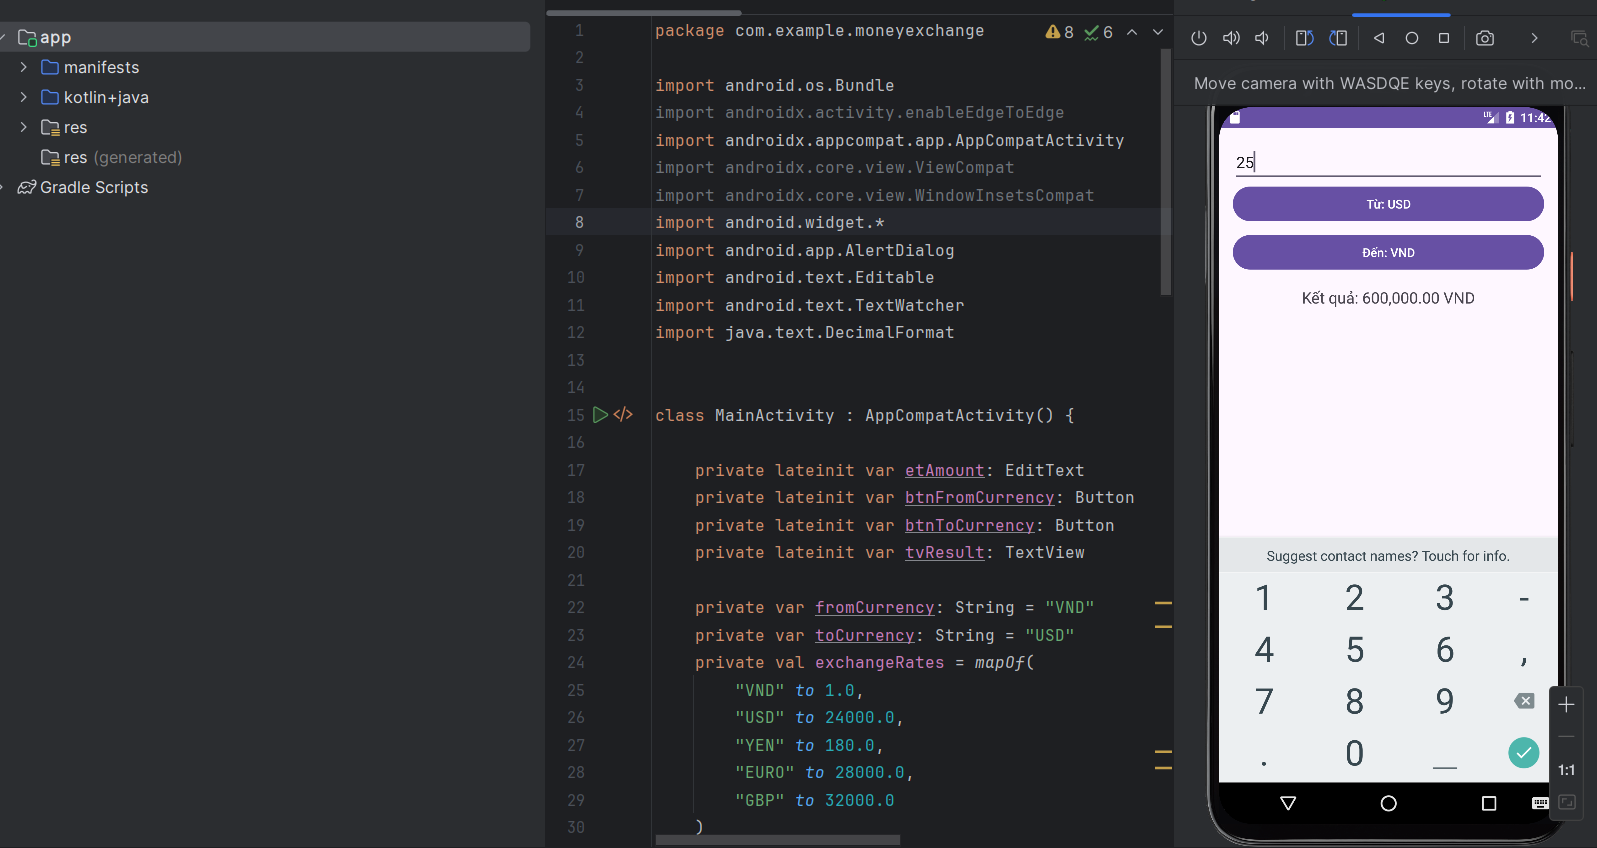 app
manifests
kotlin+java
res
res (generated)
Gradle Scripts
8 6
1 package com.example.moneyexchange
2
3 import android.os.Bundle
4 import androidx.activity.enableEdgeToEdge
5 import androidx.appcompat.app.AppCompatActivity
6 import androidx.core.view.ViewCompat
7 import androidx.core.view.WindowInsetsCompat
8 import android.widget.*
9 import android.app.AlertDialog
10 import android.text.Editable
11 import android.text.TextWatcher
12 import java.text.DecimalFormat
13
14
15 class MainActivity : AppCompatActivity() {
16
17 private lateinit var etAmount: EditText
18 private lateinit var btnFromCurrency: Button
19 private lateinit var btnToCurrency: Button
20 private lateinit var tvResult: TextView
21
22 private var fromCurrency: String = "VND"
23 private var toCurrency: String = "USD"
24 private val exchangeRates = mapOf(
25 "VND" to 1.0,
26 "USD" to 24000.0,
27 "YEN" to 180.0,
28 "EURO" to 28000.0,
29 "GBP" to 32000.0
30 )
Move camera with WASDQE keys, rotate with mo...
LTE 11:42
25
Từ: USD
Đến: VND
Kết quả: 600,000.00 VND
Suggest contact names? Touch for info.
1 2 3 -
4 5 6 ,
7 8 9
. 0 _
1:1